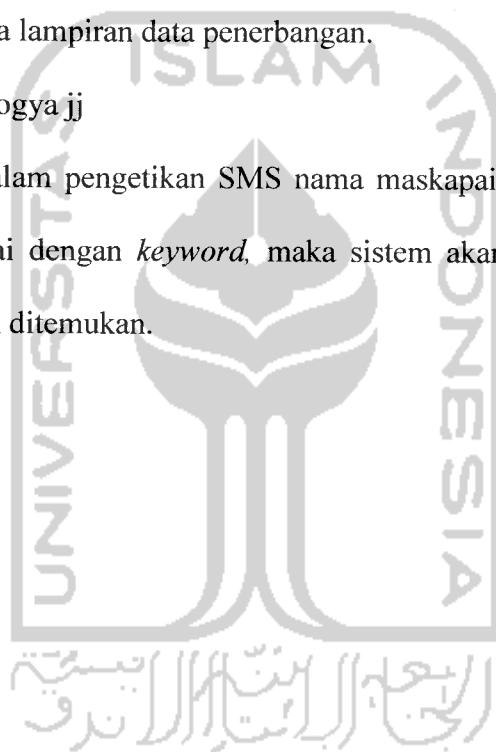 a lampiran data penerbangan.
ISLAM
ogya jj
alam pengetikan SMS nama maskapai
ai dengan keyword, maka sistem akan
ditemukan.
UNIVERSITAS
INDONESIA